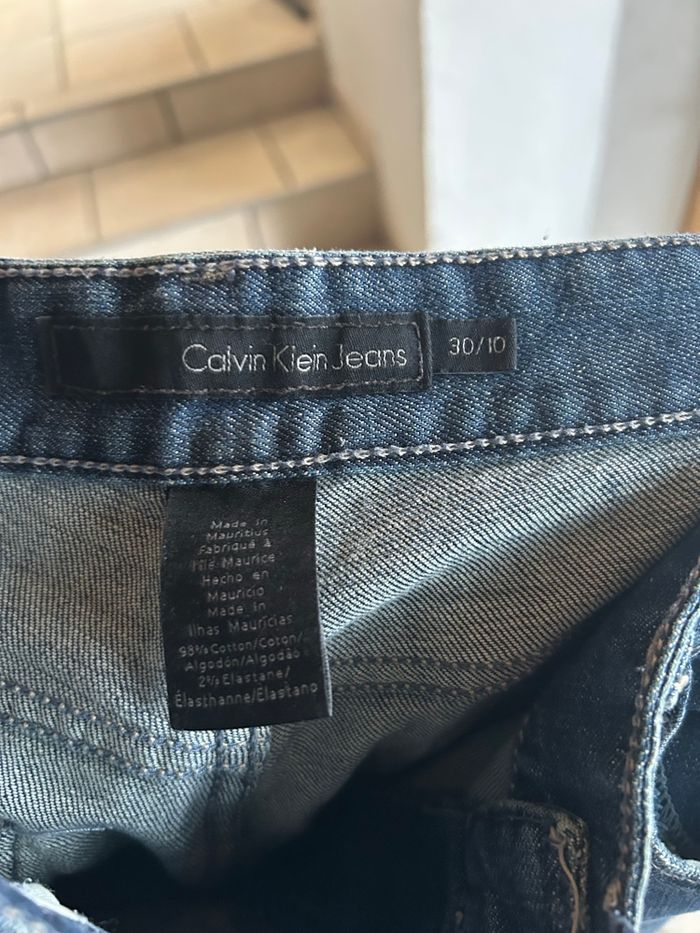 Calvin Klein Jeans
30/10
Made in
Mauritius
Fabriqué à
l'île Maurice
Hecho en
Mauricio
Made in
Ilhas Maurícias
98% Cotton/Coton/
Algodón/Algodão
2% Elastane/
Élasthanne/Elastano